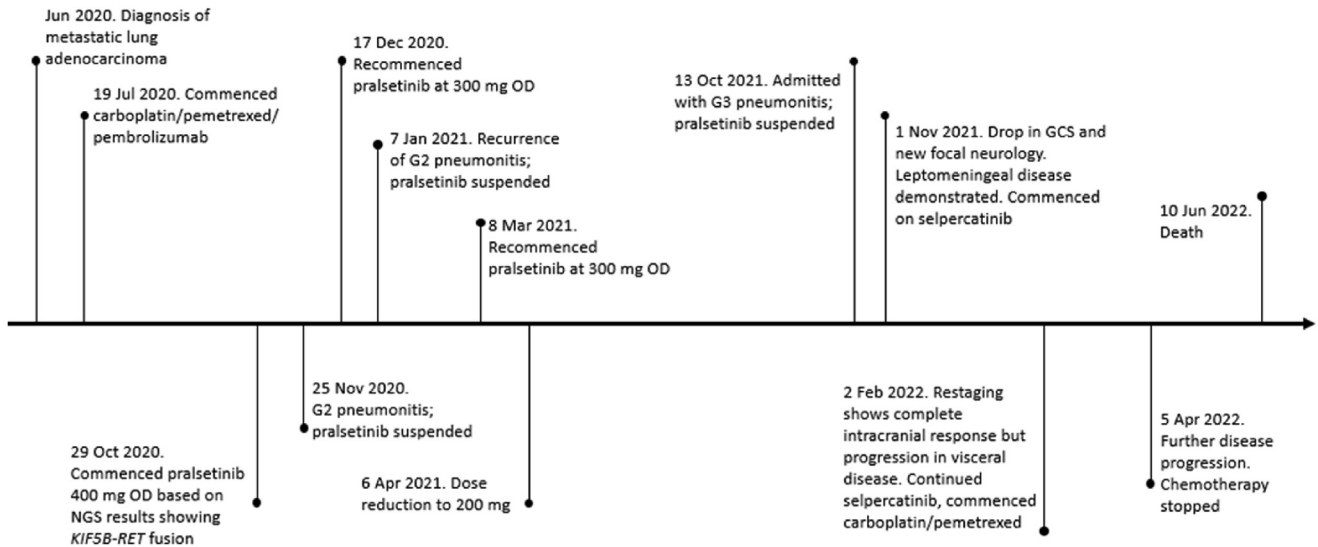 Jun 2020. Diagnosis of
metastatic lung
adenocarcinoma
19 Jul 2020. Commenced
carboplatin/pemetrexed/
pembrolizumab
29 Oct 2020.
Commenced pralsetinib
400 mg OD based on
NGS results showing
KIF5B-RET fusion
25 Nov 2020.
G2 pneumonitis;
pralsetinib suspended
17 Dec 2020.
Recommenced
pralsetinib at 300 mg OD
7 Jan 2021. Recurrence
of G2 pneumonitis;
pralsetinib suspended
8 Mar 2021.
Recommenced
pralsetinib at 300 mg OD
6 Apr 2021. Dose
reduction to 200 mg
13 Oct 2021. Admitted
with G3 pneumonitis;
pralsetinib suspended
1 Nov 2021. Drop in GCS and
new focal neurology.
Leptomeningeal disease
demonstrated. Commenced
on selpercatinib
2 Feb 2022. Restaging
shows complete
intracranial response but
progression in visceral
disease. Continued
selpercatinib, commenced
carboplatin/pemetrexed
5 Apr 2022.
Further disease
progression.
Chemotherapy
stopped
10 Jun 2022.
Death